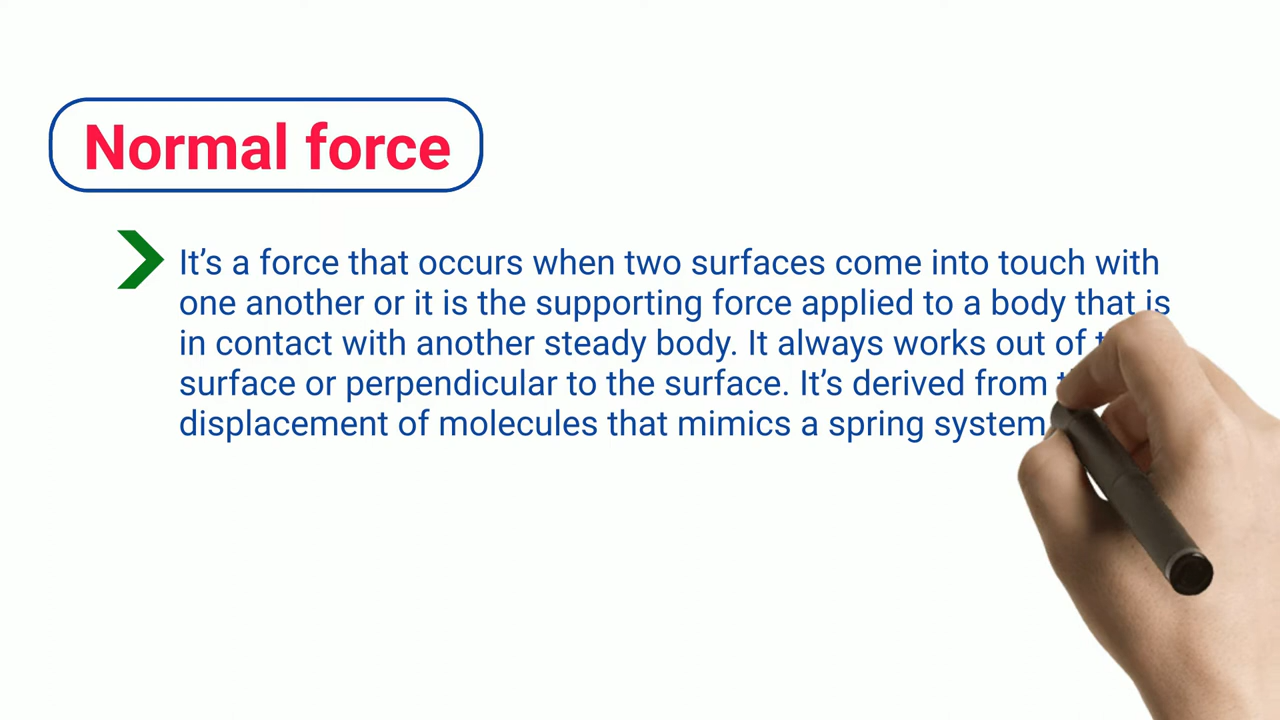 Normal force
It’s a force that occurs when two surfaces come into touch with
one another or it is the supporting force applied to a body that is
in contact with another steady body. It always works out of
surface or perpendicular to the surface. It’s derived from
displacement of molecules that mimics a spring system